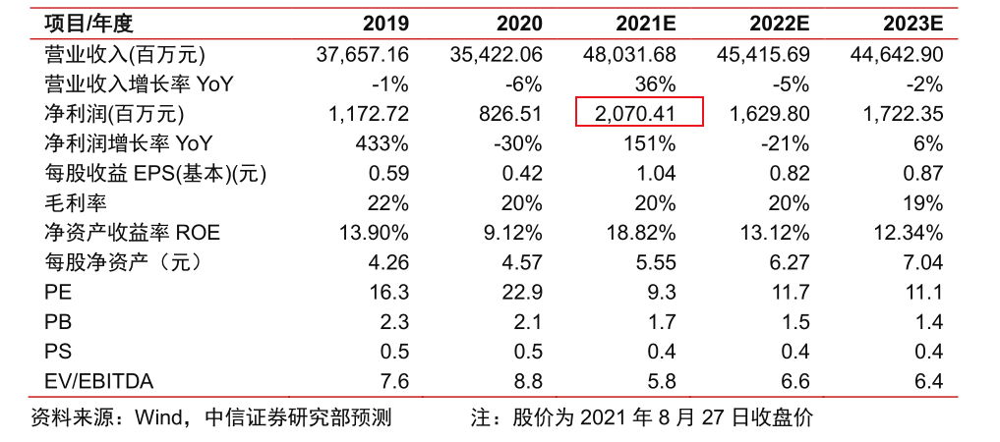 项目/年度 2019 2020 2021E 2022E 2023E
营业收入(百万元) 37,657.16 35,422.06 48,031.68 45,415.69 44,642.90
营业收入增长率 YoY -1% -6% 36% -5% -2%
净利润(百万元) 1,172.72 826.51 2,070.41 1,629.80 1,722.35
净利润增长率 YoY 433% -30% 151% -21% 6%
每股收益 EPS(基本)(元) 0.59 0.42 1.04 0.82 0.87
毛利率 22% 20% 20% 20% 19%
净资产收益率 ROE 13.90% 9.12% 18.82% 13.12% 12.34%
每股净资产（元） 4.26 4.57 5.55 6.27 7.04
PE 16.3 22.9 9.3 11.7 11.1
PB 2.3 2.1 1.7 1.5 1.4
PS 0.5 0.5 0.4 0.4 0.4
EV/EBITDA 7.6 8.8 5.8 6.6 6.4
资料来源：Wind，中信证券研究部预测 注：股价为 2021 年 8 月 27 日收盘价